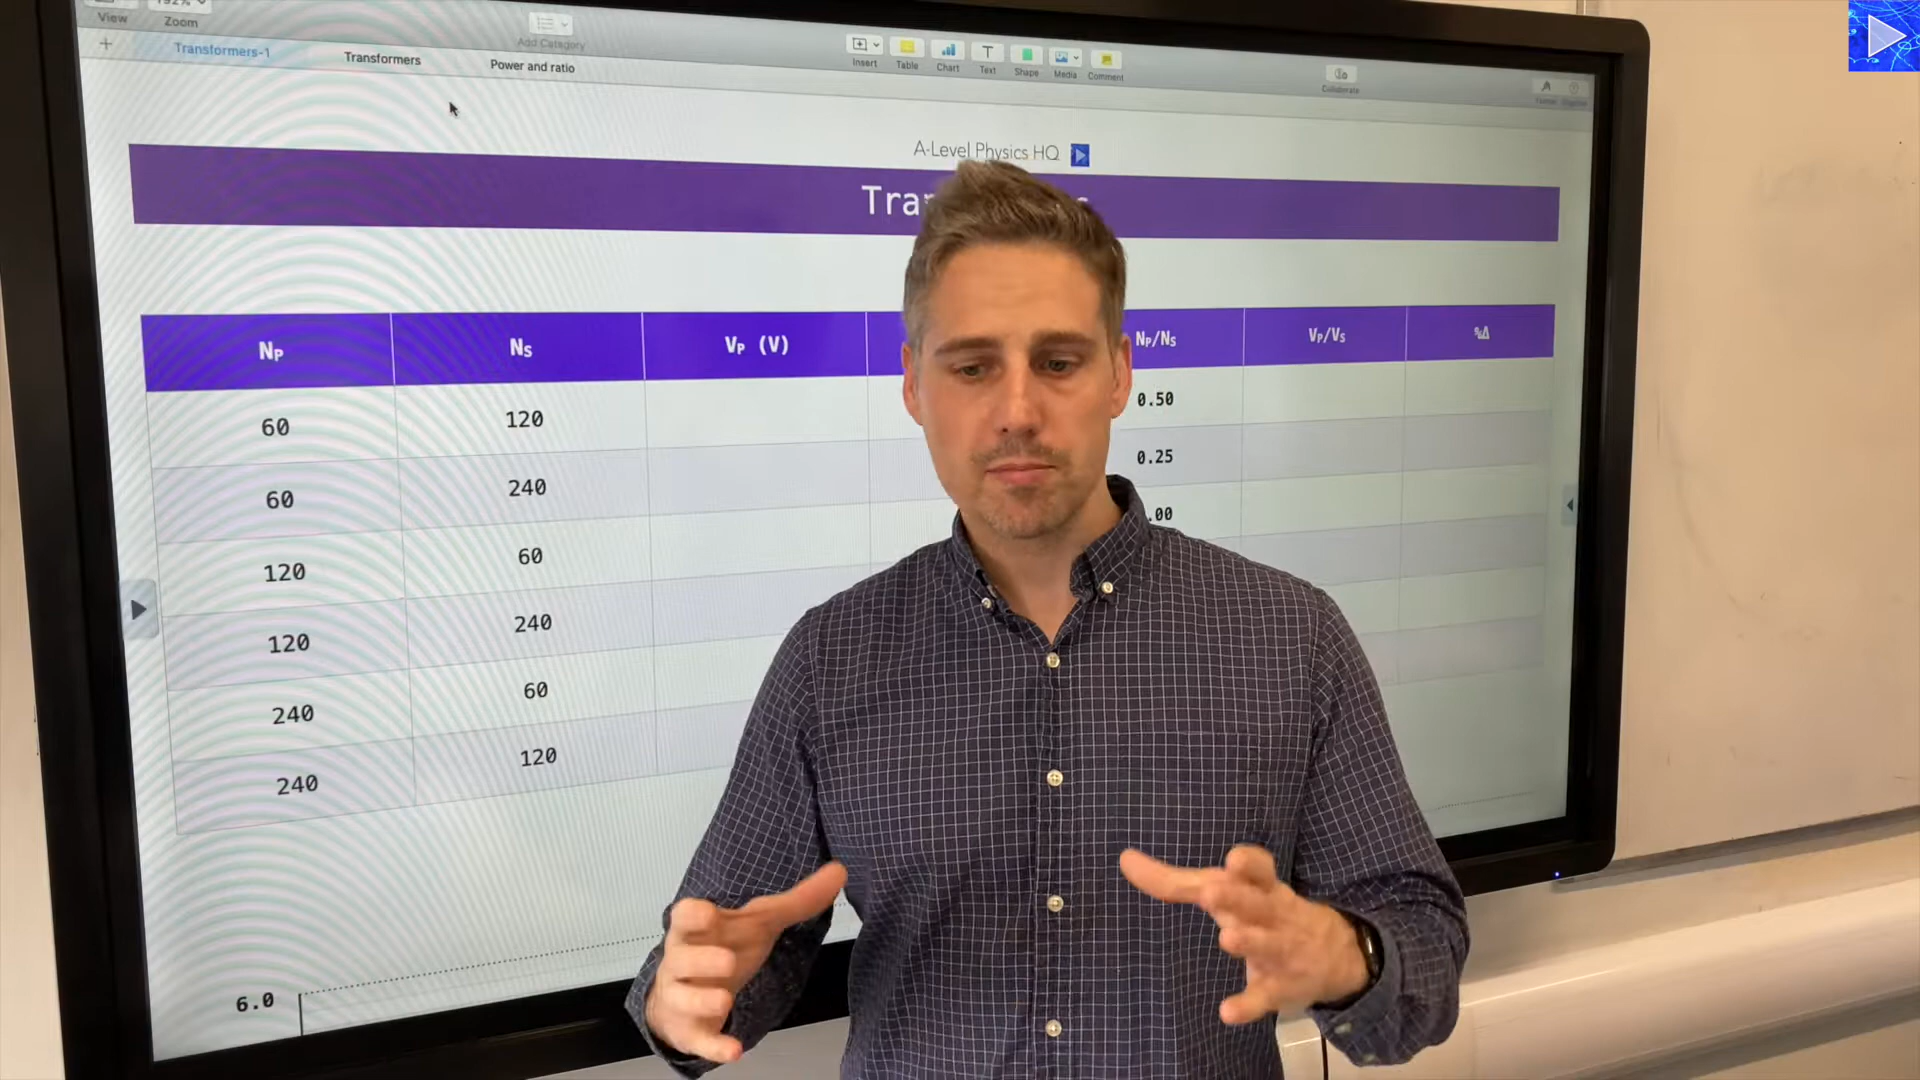 View
Zoom
Add Category
Insert
Table
Chart
Text
Shape
Media
Comment
Collaborate
Transformers-1
Transformers
Power and ratio
A-Level Physics HQ
NP NS VP (V) NP/NS VP/VS %Δ
60 120 0.50
60 240 0.25
120 60 .00
120 240
240 60
240 120
6.0